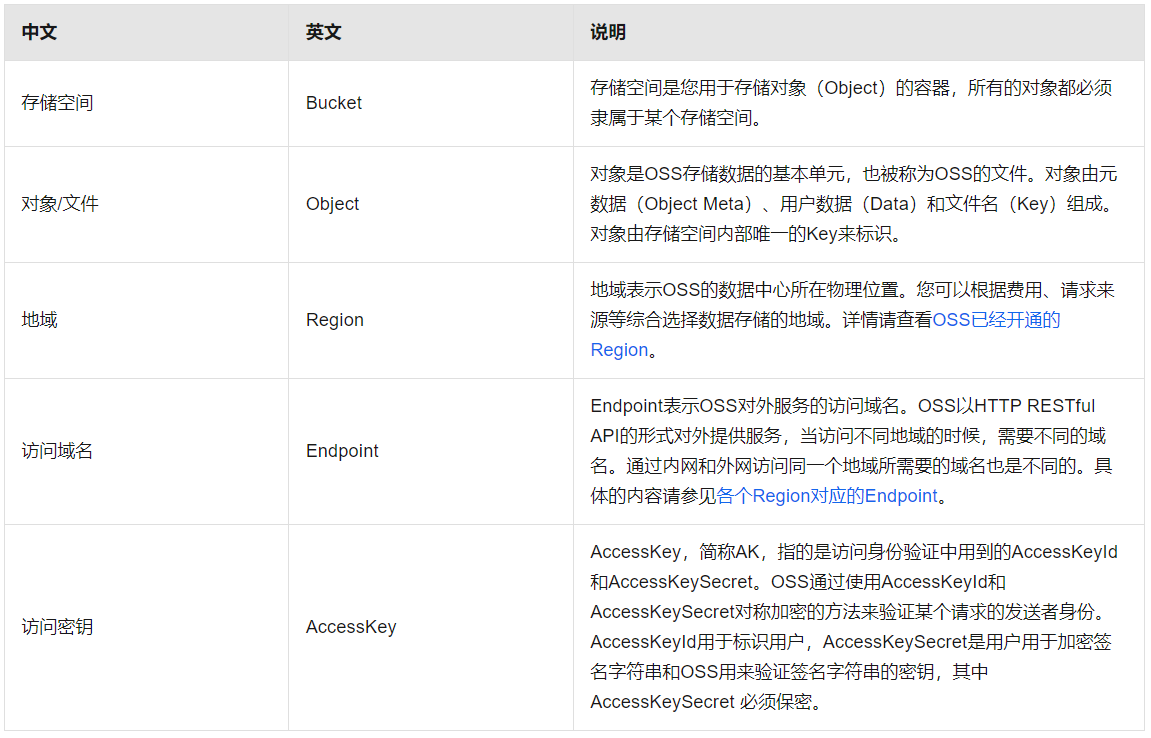 中文 英文 说明
存储空间 Bucket 存储空间是您用于存储对象（Object）的容器，所有的对象都必须
隶属于某个存储空间。
对象/文件 Object 对象是OSS存储数据的基本单元，也被称为OSS的文件。对象由元
数据（Object Meta）、用户数据（Data）和文件名（Key）组成。
对象由存储空间内部唯一的Key来标识。
地域 Region 地域表示OSS的数据中心所在物理位置。您可以根据费用、请求来
源等综合选择数据存储的地域。详情请查看OSS已经开通的
Region。
访问域名 Endpoint Endpoint表示OSS对外服务的访问域名。OSS以HTTP RESTful
API的形式对外提供服务，当访问不同地域的时候，需要不同的域
名。通过内网和外网访问同一个地域所需要的域名也是不同的。具
体的内容请参见各个Region对应的Endpoint。
访问密钥 AccessKey AccessKey，简称AK，指的是访问身份验证中用到的AccessKeyId
和AccessKeySecret。OSS通过使用AccessKeyId和
AccessKeySecret对称加密的方法来验证某个请求的发送者身份。
AccessKeyId用于标识用户，AccessKeySecret是用户用于加密签
名字符串和OSS用来验证签名字符串的密钥，其中
AccessKeySecret 必须保密。